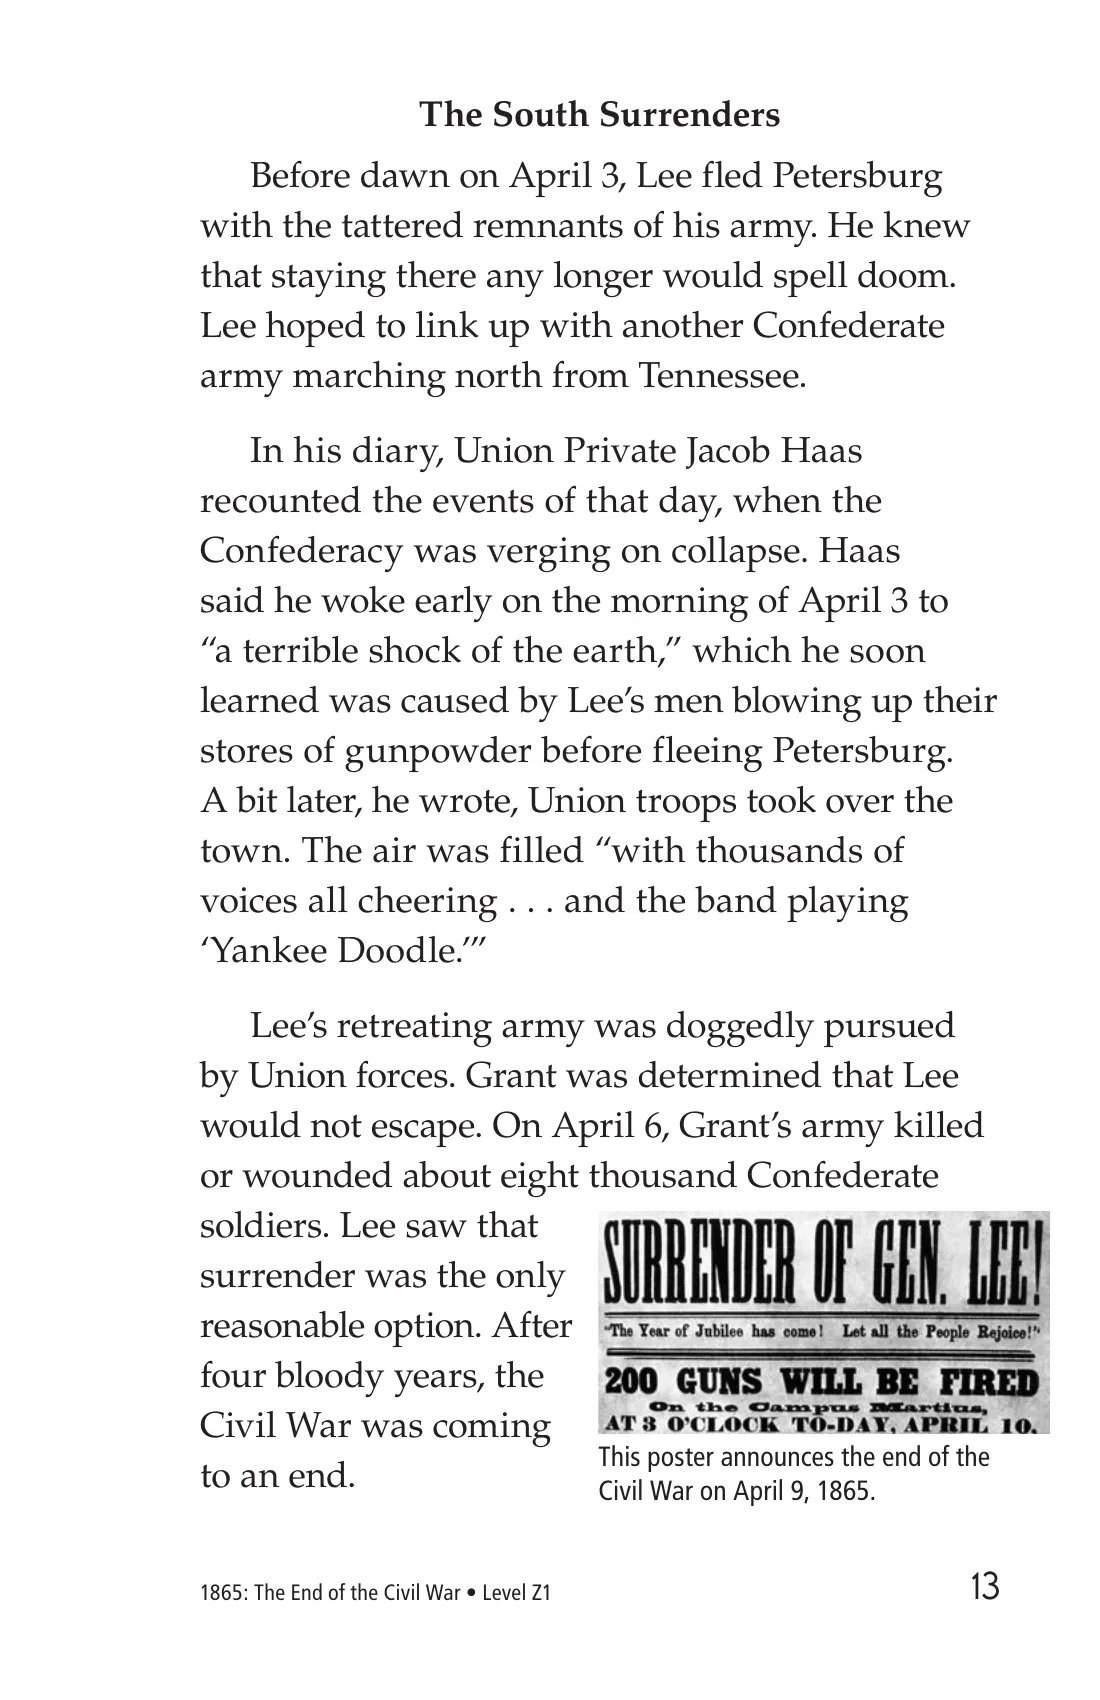 The South Surrenders
Before dawn on April 3, Lee fled Petersburg
with the tattered remnants of his army. He knew
that staying there any longer would spell doom.
Lee hoped to link up with another Confederate
army marching north from Tennessee.
In his diary, Union Private Jacob Haas
recounted the events of that day, when the
Confederacy was verging on collapse. Haas
said he woke early on the morning of April 3 to
“a terrible shock of the earth,” which he soon
learned was caused by Lee’s men blowing up their
stores of gunpowder before fleeing Petersburg.
A bit later, he wrote, Union troops took over the
town. The air was filled “with thousands of
voices all cheering . . . and the band playing
‘Yankee Doodle.’”
Lee’s retreating army was doggedly pursued
by Union forces. Grant was determined that Lee
would not escape. On April 6, Grant’s army killed
or wounded about eight thousand Confederate
soldiers. Lee saw that
surrender was the only
reasonable option. After
four bloody years, the
Civil War was coming
to an end.
SURRENDER OF GEN. LEE!
"The Year of Jubilee has come! Let all the People Rejoice!"
200 GUNS WILL BE FIRED
On the Campus Martius,
AT 3 O'CLOCK TO-DAY, APRIL 10,
This poster announces the end of the
Civil War on April 9, 1865.
1865: The End of the Civil War • Level Z1
13